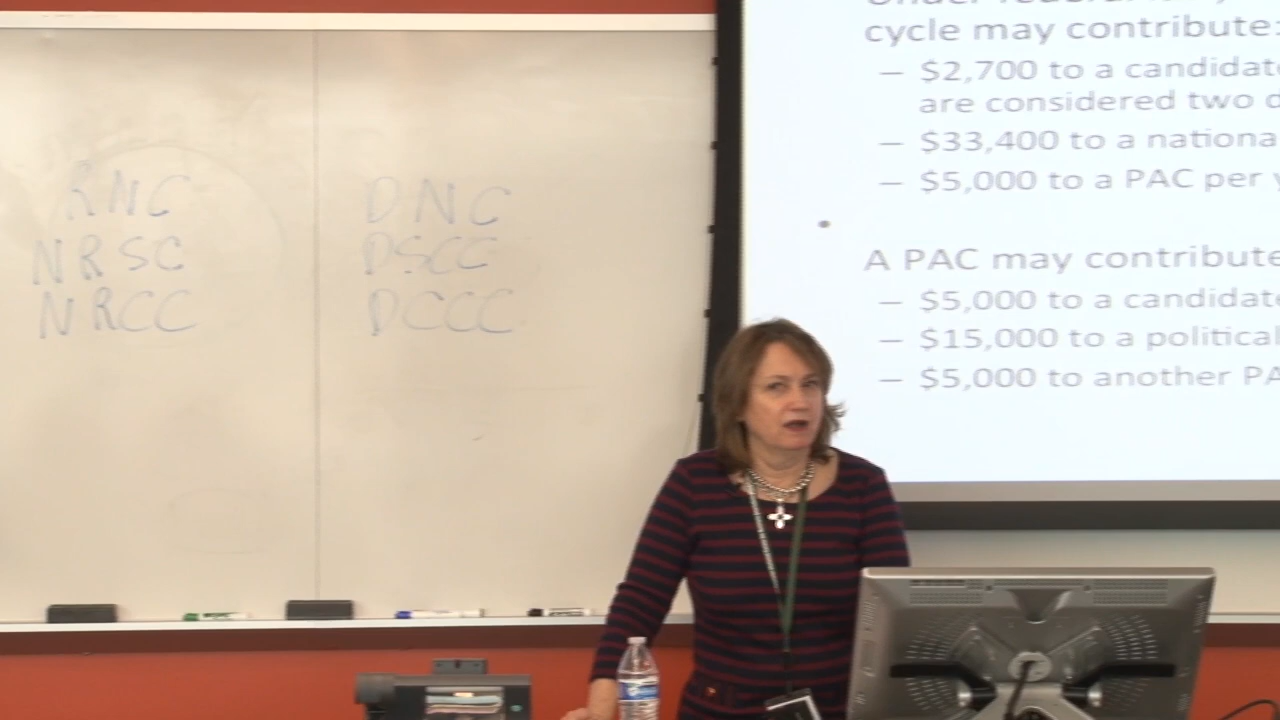 RNC
NRSC
NRCC
DNC
DSCC
DCCC
cycle may contribute:
– $2,700 to a candidate
are considered two d
– $33,400 to a nationa
– $5,000 to a PAC per y
•
A PAC may contribute
– $5,000 to a candidate
– $15,000 to a political
– $5,000 to another PA